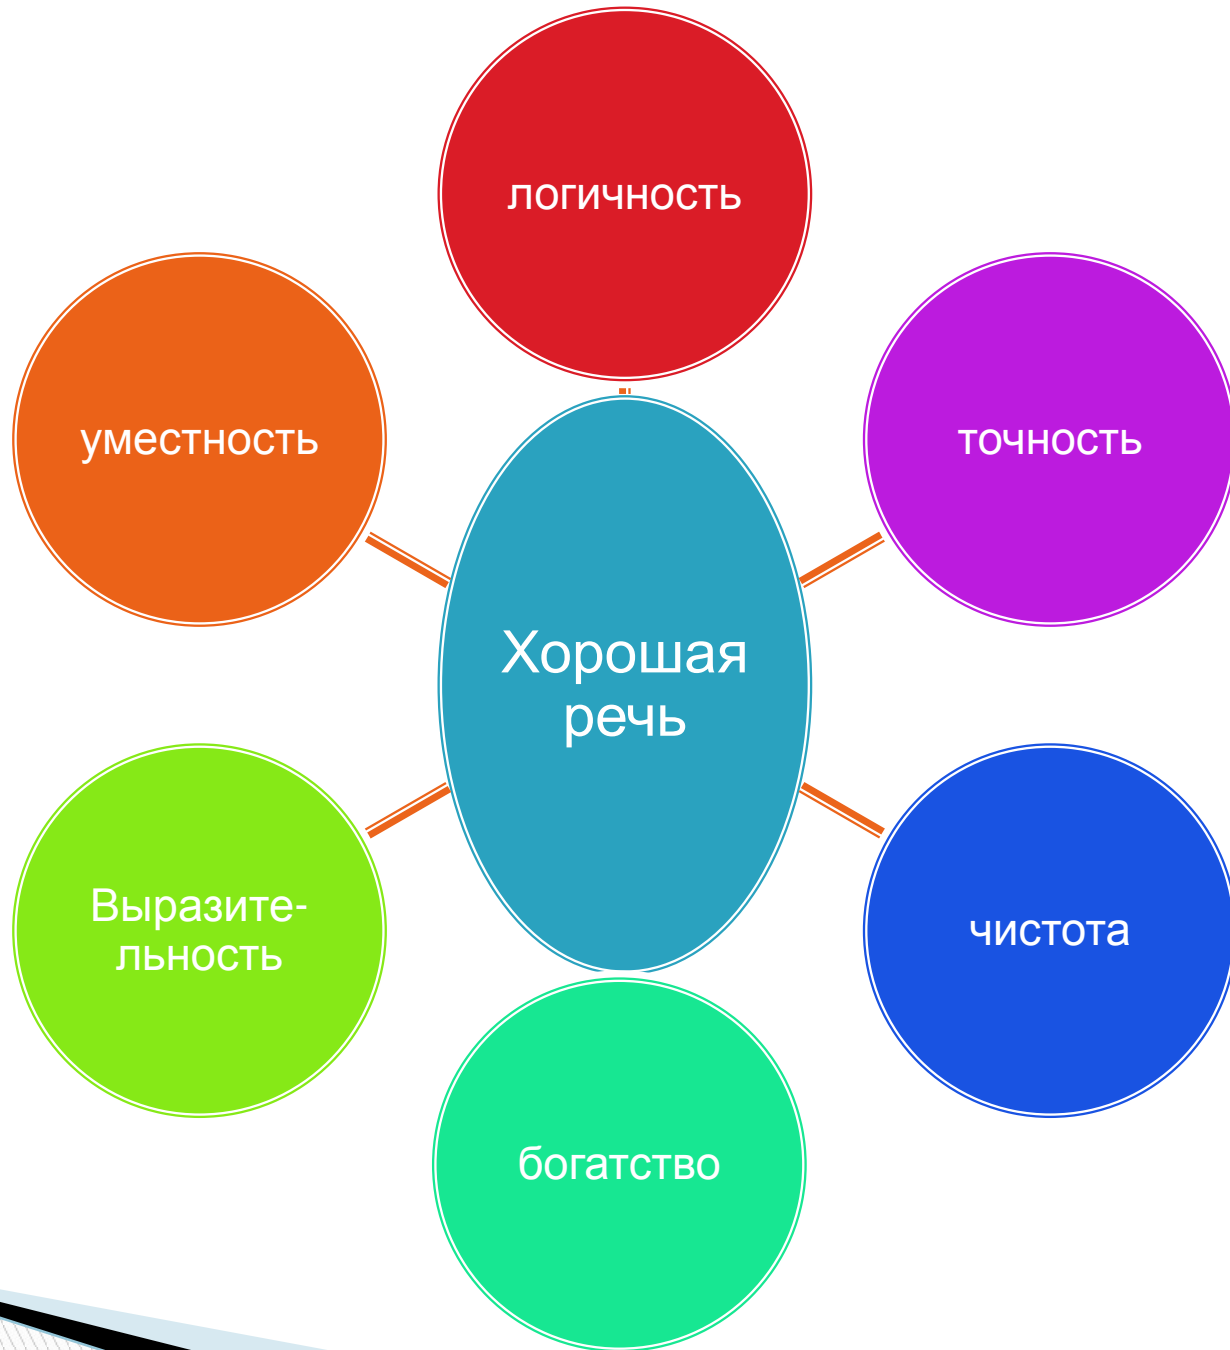 логичность
уместность
точность
Хорошая
речь
Выразите-
льность
чистота
богатство